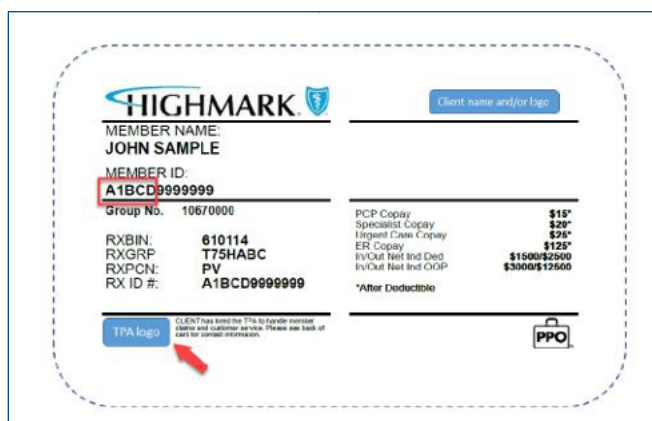 HIGHMARK
Client name and/or logo
MEMBER NAME:
JOHN SAMPLE
MEMBER ID:
A1BCD9999999
Group No. 10670000
RXBIN: 610114
RXGRP T75HABC
RXPCN: PV
RX ID #: A1BCD9999999
PCP Copay $15*
Specialist Copay $20*
Urgent Care Copay $25*
ER Copay $125*
In/Out Net Ind Ded $1500/$2500
In/Out Net Ind OOP $3000/$12500
*After Deductible
TPA logo
CLIENT has hired the TPA to handle member
claims and customer service. Please see back of
card for contact information.
PPO